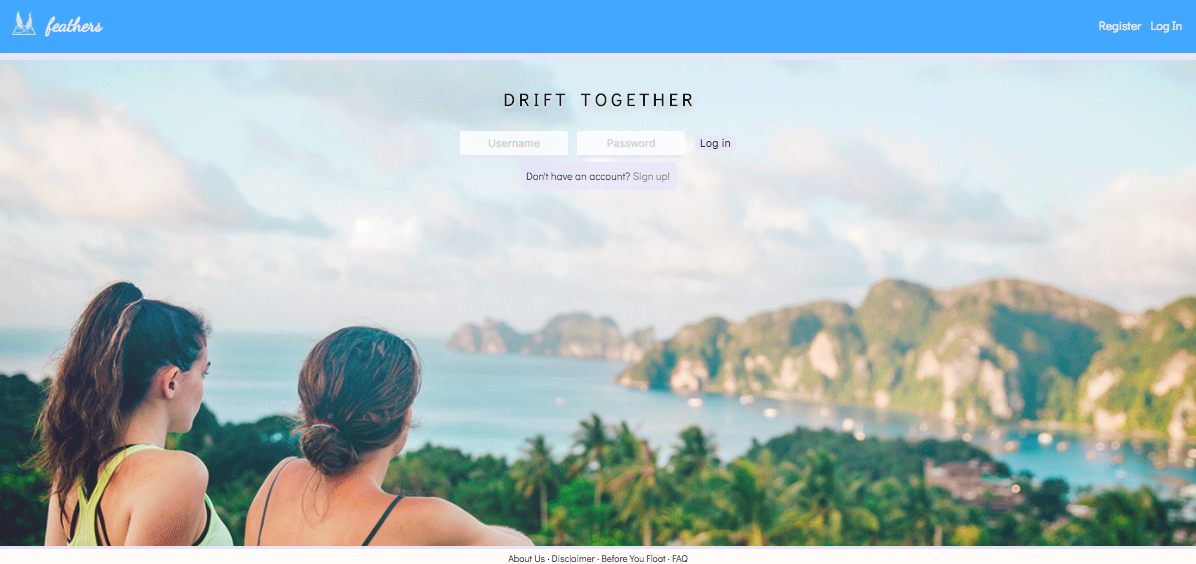 feathers
Register Log In
DRIFT TOGETHER
Username Password Log in
Don't have an account? Sign up!
About Us · Disclaimer · Before You Float · FAQ